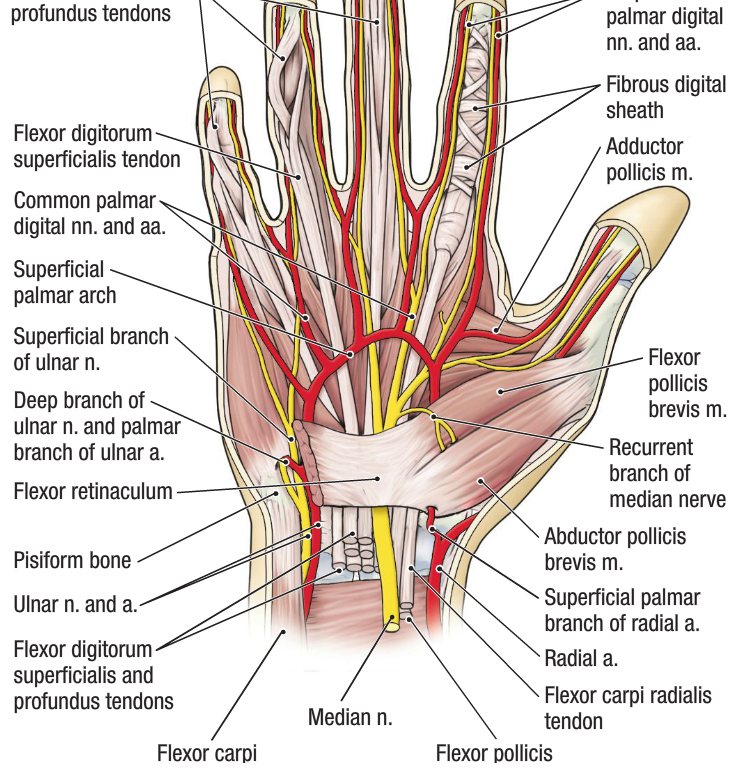 profundus tendons
palmar digital
nn. and aa.
Fibrous digital
sheath
Adductor
pollicis m.
Flexor digitorum
superficialis tendon
Common palmar
digital nn. and aa.
Superficial
palmar arch
Superficial branch
of ulnar n.
Deep branch of
ulnar n. and palmar
branch of ulnar a.
Flexor retinaculum
Pisiform bone
Ulnar n. and a.
Flexor digitorum
superficialis and
profundus tendons
Flexor
pollicis
brevis m.
Recurrent
branch of
median nerve
Abductor pollicis
brevis m.
Superficial palmar
branch of radial a.
Radial a.
Flexor carpi radialis
tendon
Median n.
Flexor carpi
Flexor pollicis